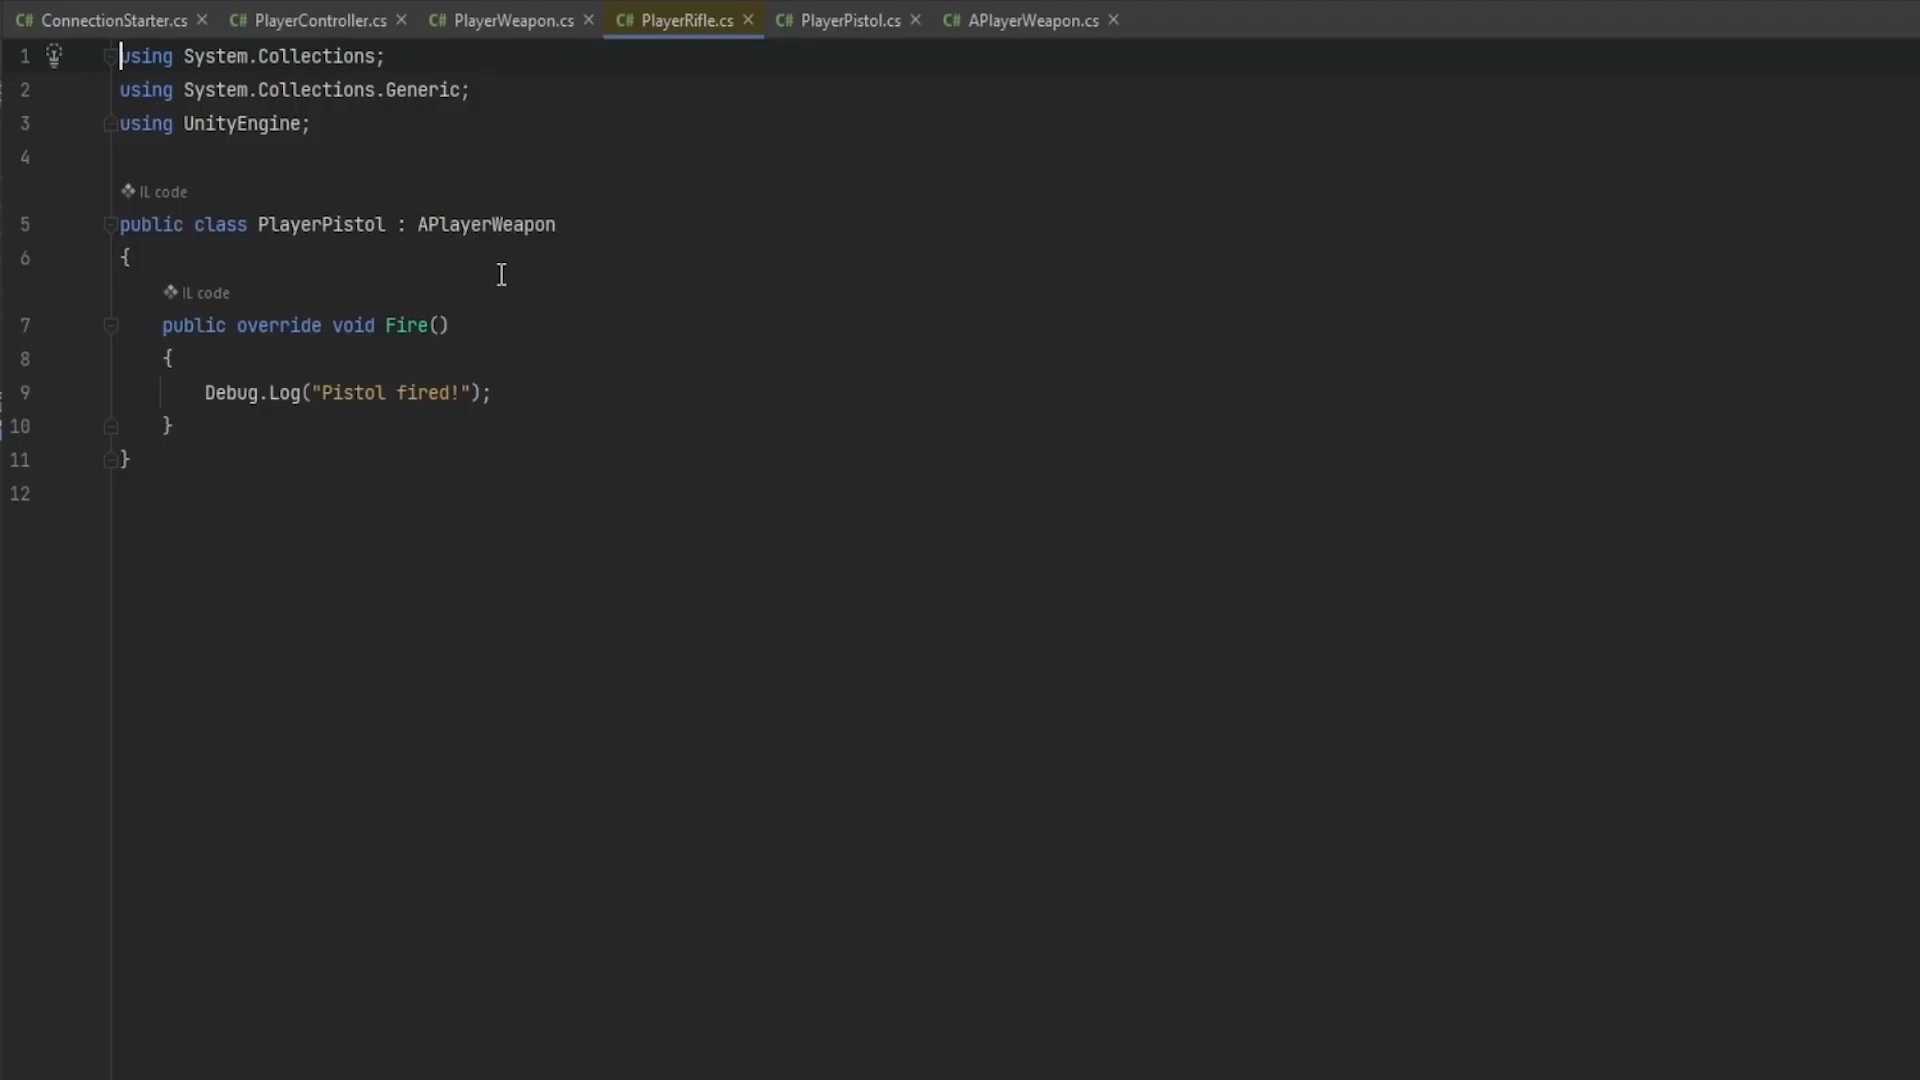 C# ConnectionStarter.cs × C# PlayerController.cs × C# PlayerWeapon.cs × C# PlayerRifle.cs × C# PlayerPistol.cs × C# APlayerWeapon.cs ×
1 using System.Collections;
2 using System.Collections.Generic;
3 using UnityEngine;
4
IL code
5 public class PlayerPistol : APlayerWeapon
6 {
IL code
7 public override void Fire()
8 {
9 Debug.Log("Pistol fired!");
10 }
11 }
12